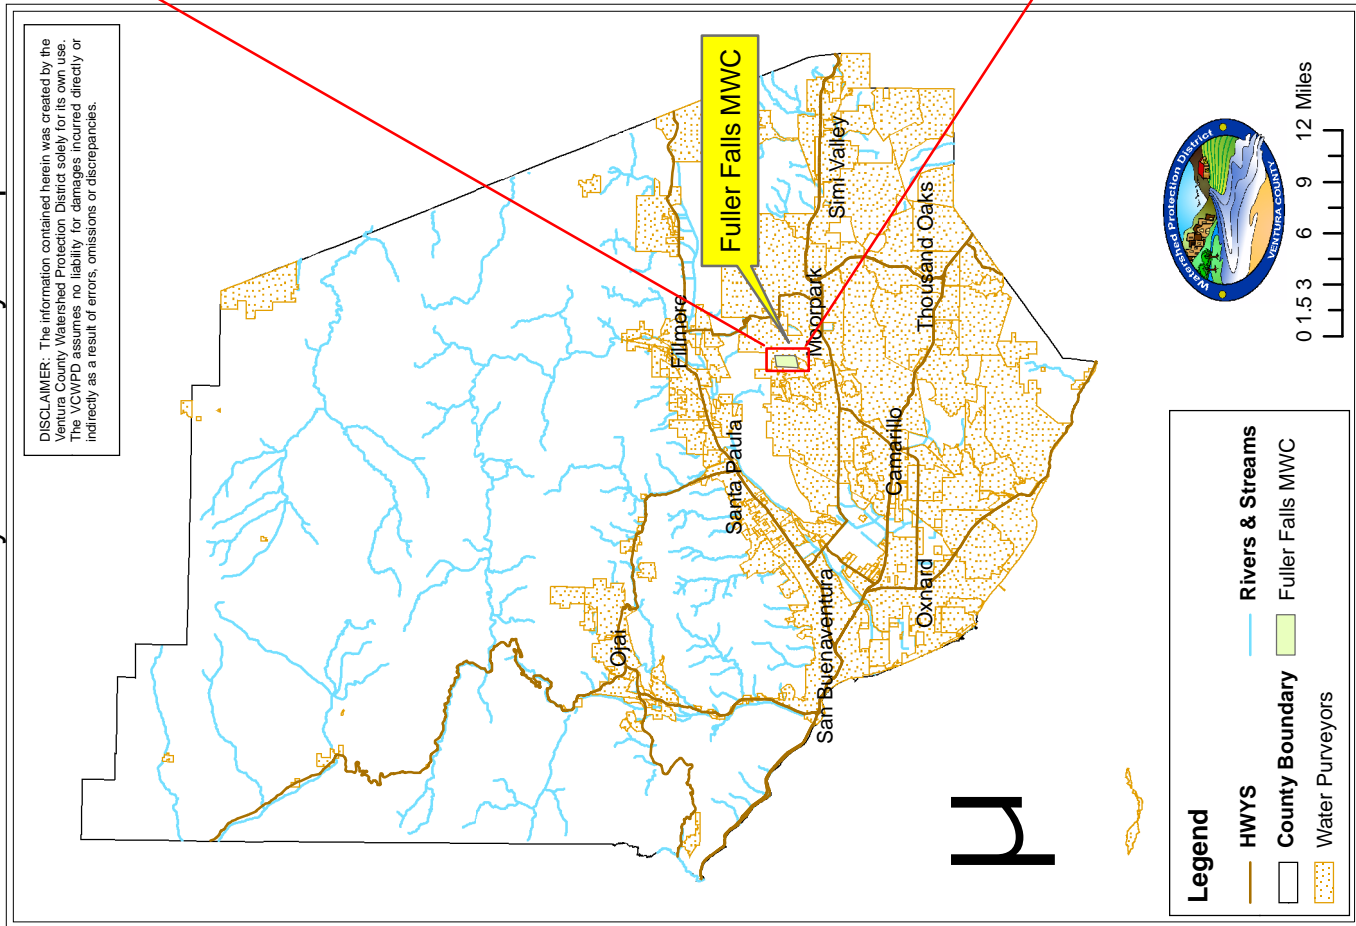 DISCLAIMER: The information contained herein was created by the
Ventura County Watershed Protection District solely for its own use.
The VCWPD assumes no liability for damages incurred directly or
indirectly as a result of errors, omissions or discrepancies.
Fuller Falls MWC
Fillmore
Simi Valley
Moorpark
Thousand Oaks
Santa Paula
Camarillo
Ojai
San Buenaventura
Oxnard
µ
Watershed Protection District
VENTURA COUNTY
0 1.5 3 6 9 12 Miles
Legend
HWYS
County Boundary
Water Purveyors
Rivers & Streams
Fuller Falls MWC